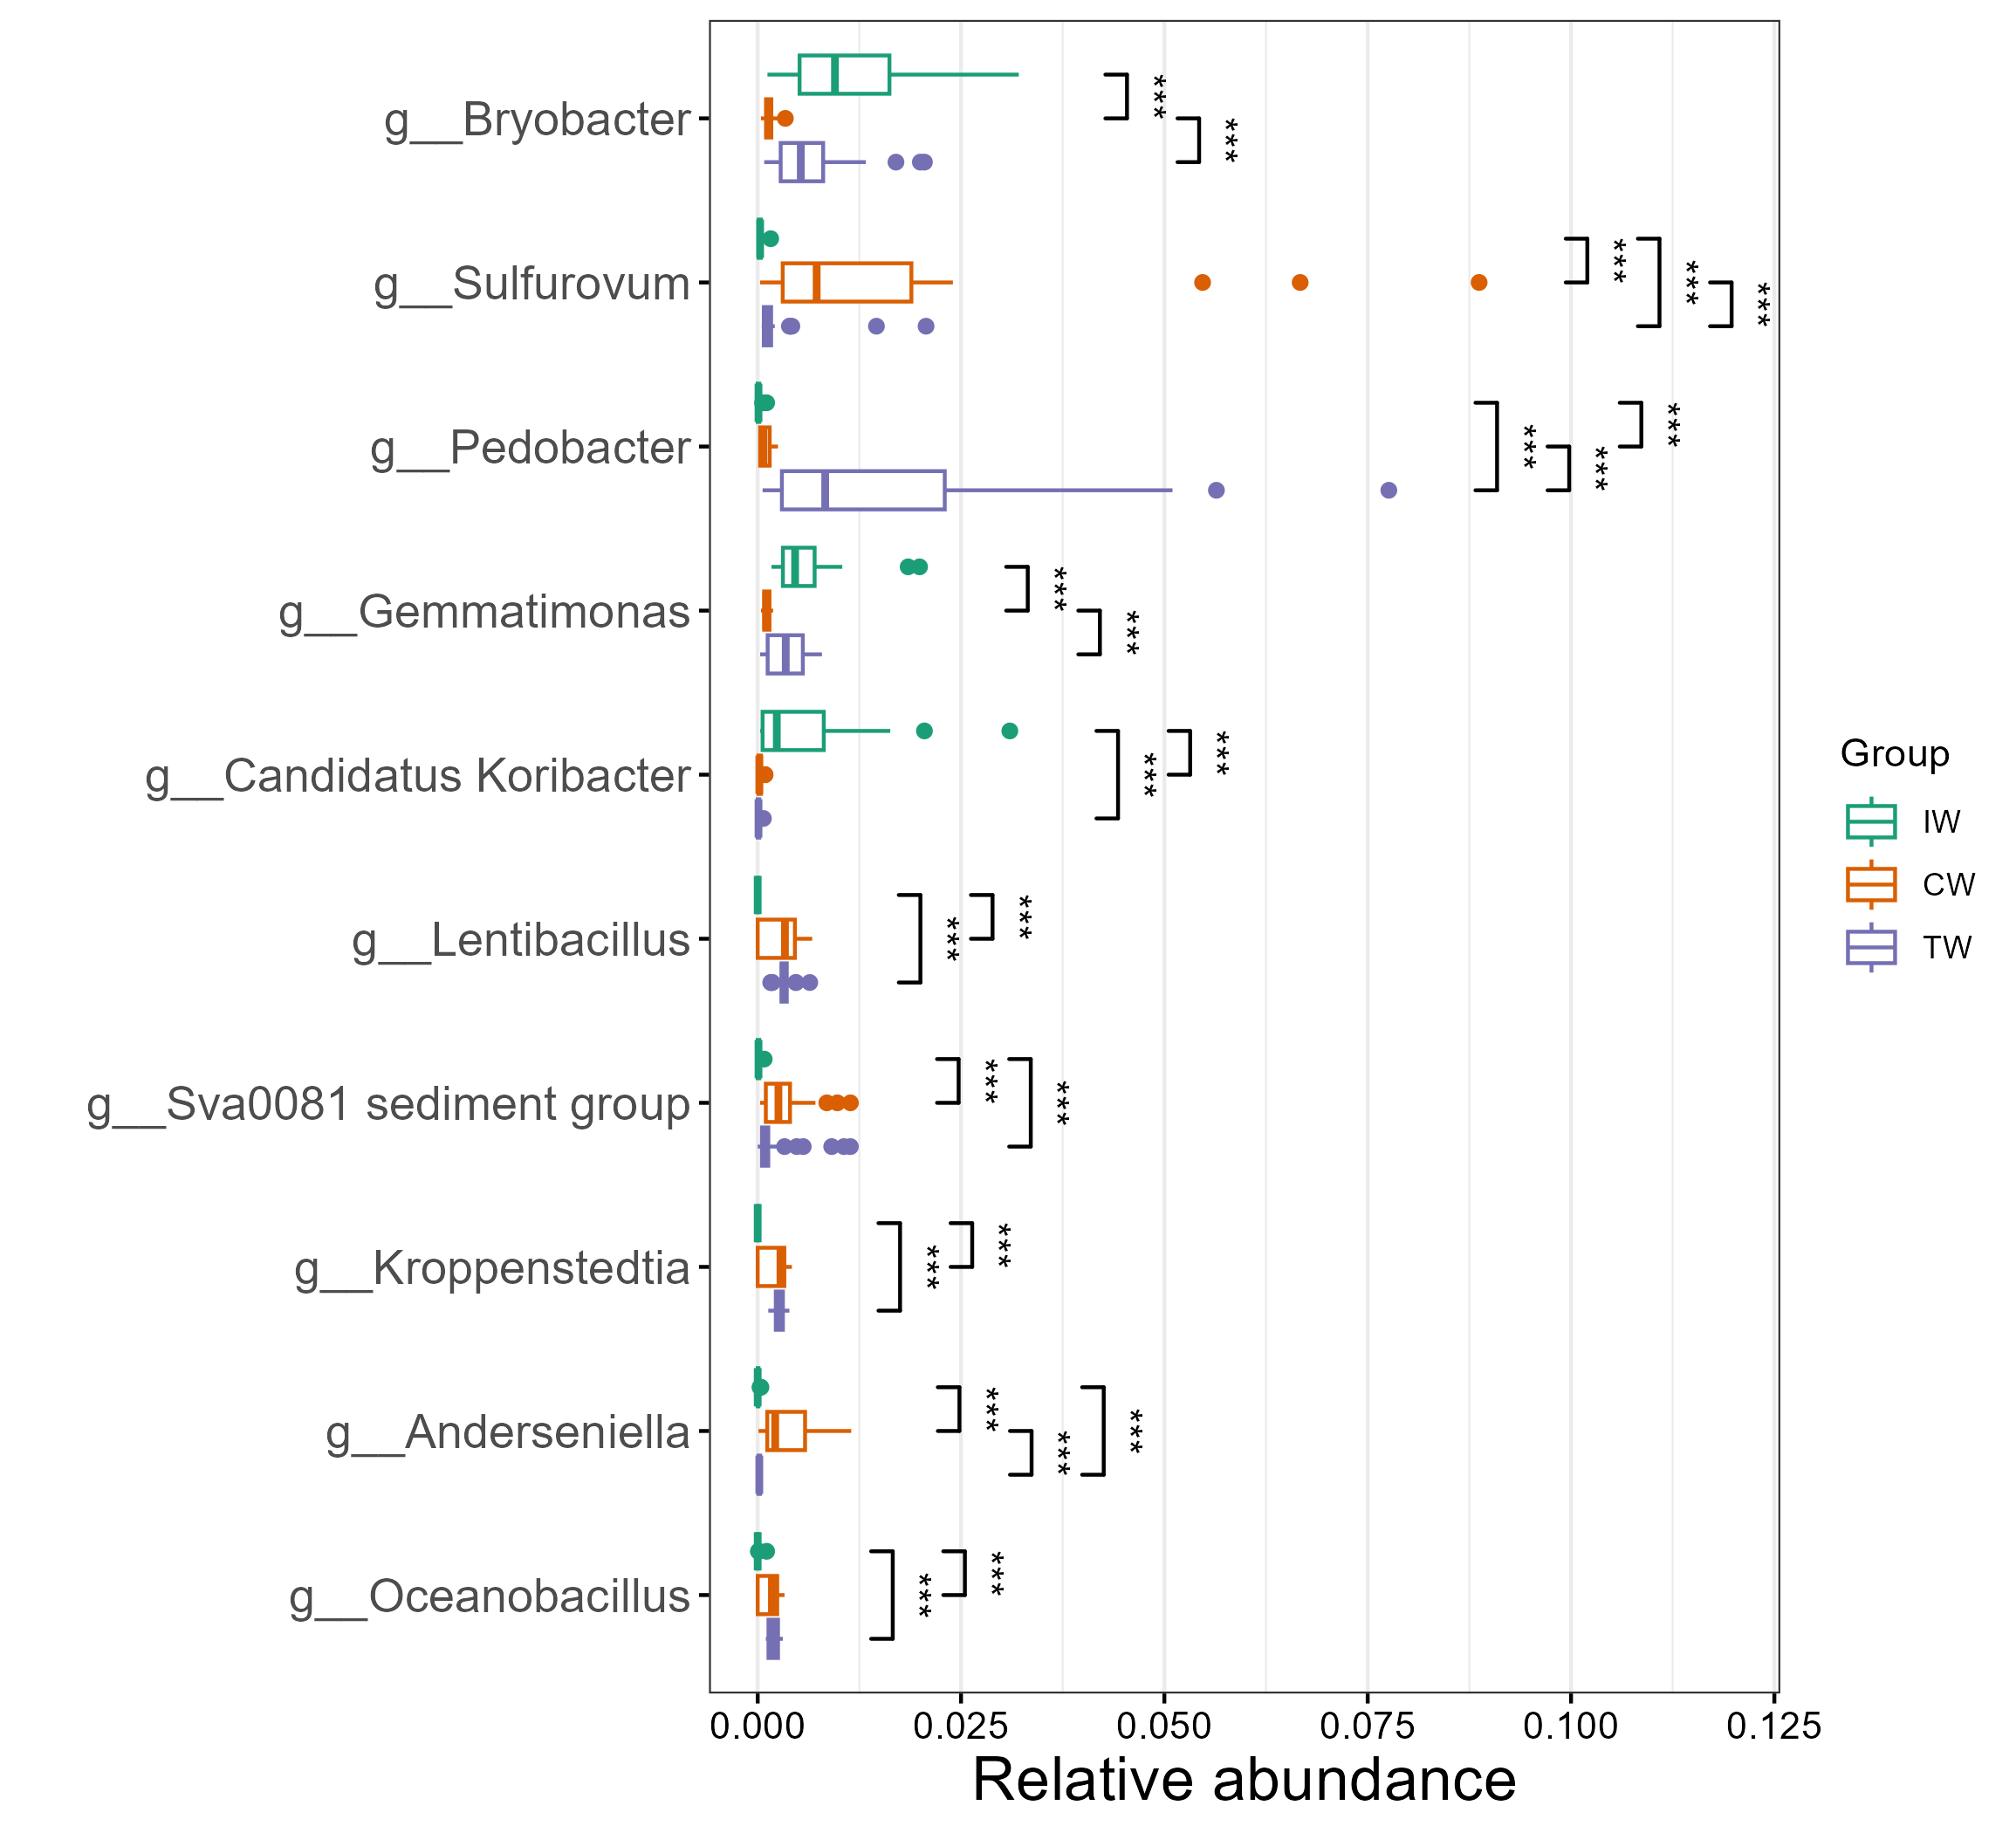 g__Bryobacter
***
***
g__Sulfurovum
***
***
***
g__Pedobacter
***
***
***
g__Gemmatimonas
***
***
g__Candidatus Koribacter
***
***
g__Lentibacillus
***
***
g__Sva0081 sediment group
***
***
g__Kroppenstedtia
***
***
g__Anderseniella
***
***
***
g__Oceanobacillus
***
***
0.000 0.025 0.050 0.075 0.100 0.125
Relative abundance
Group
IW
CW
TW